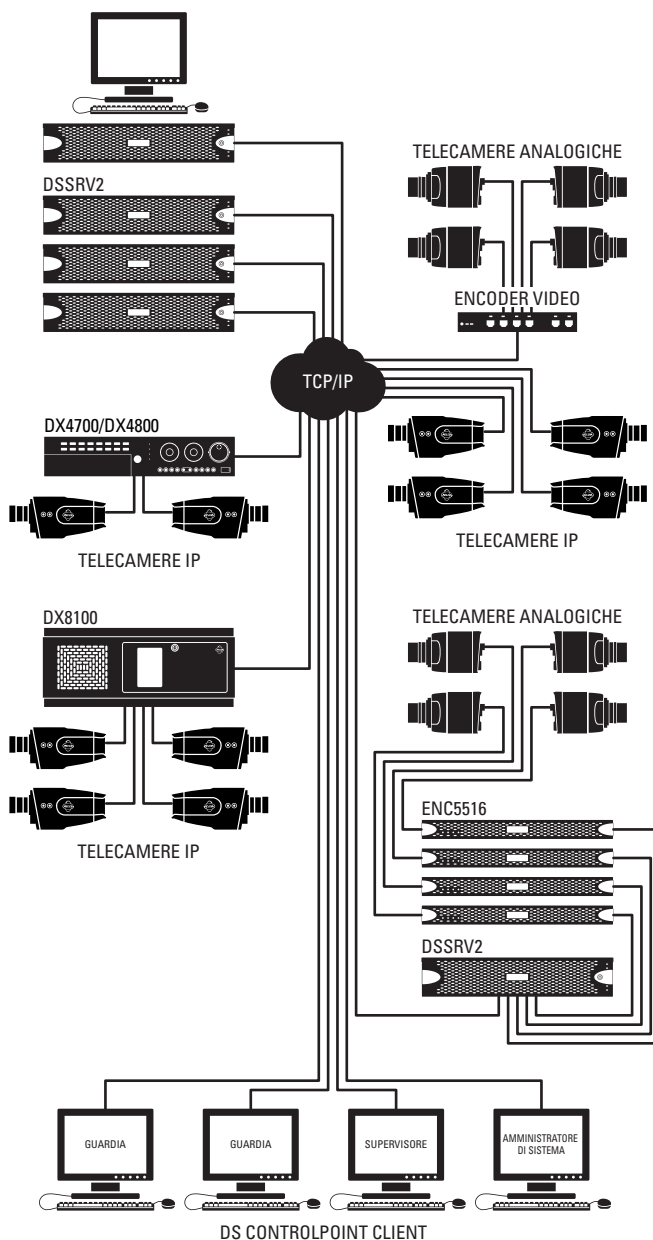 DSSRV2
TELECAMERE ANALOGICHE
ENCODER VIDEO
TCP/IP
DX4700/DX4800
TELECAMERE IP
TELECAMERE IP
DX8100
TELECAMERE IP
TELECAMERE ANALOGICHE
ENC5516
DSSRV2
GUARDIA
GUARDIA
SUPERVISORE
AMMINISTRATORE
DI SISTEMA
DS CONTROLPOINT CLIENT